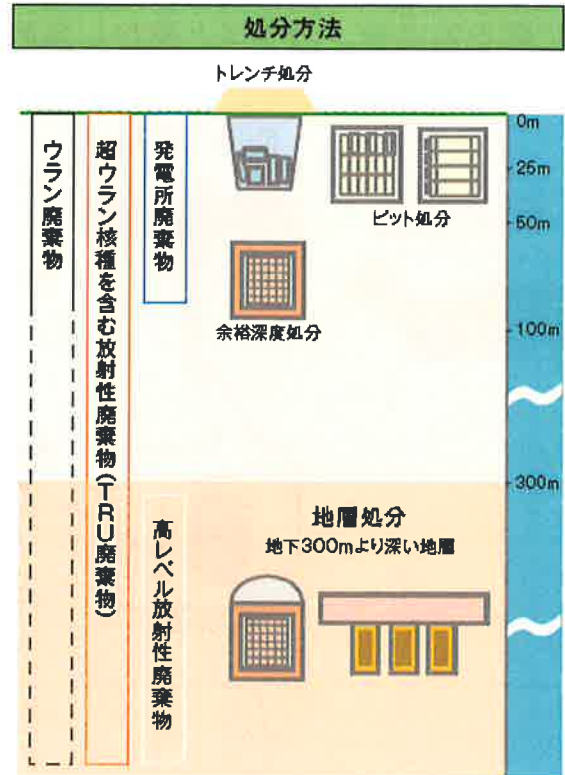 処分方法
トレンチ処分
ウラン廃棄物
超ウラン核種を含む放射性廃棄物(TRU廃棄物)
発電所廃棄物
ピット処分
余裕深度処分
0m
25m
50m
100m
300m
地層処分
地下300mより深い地層
高レベル放射性廃棄物